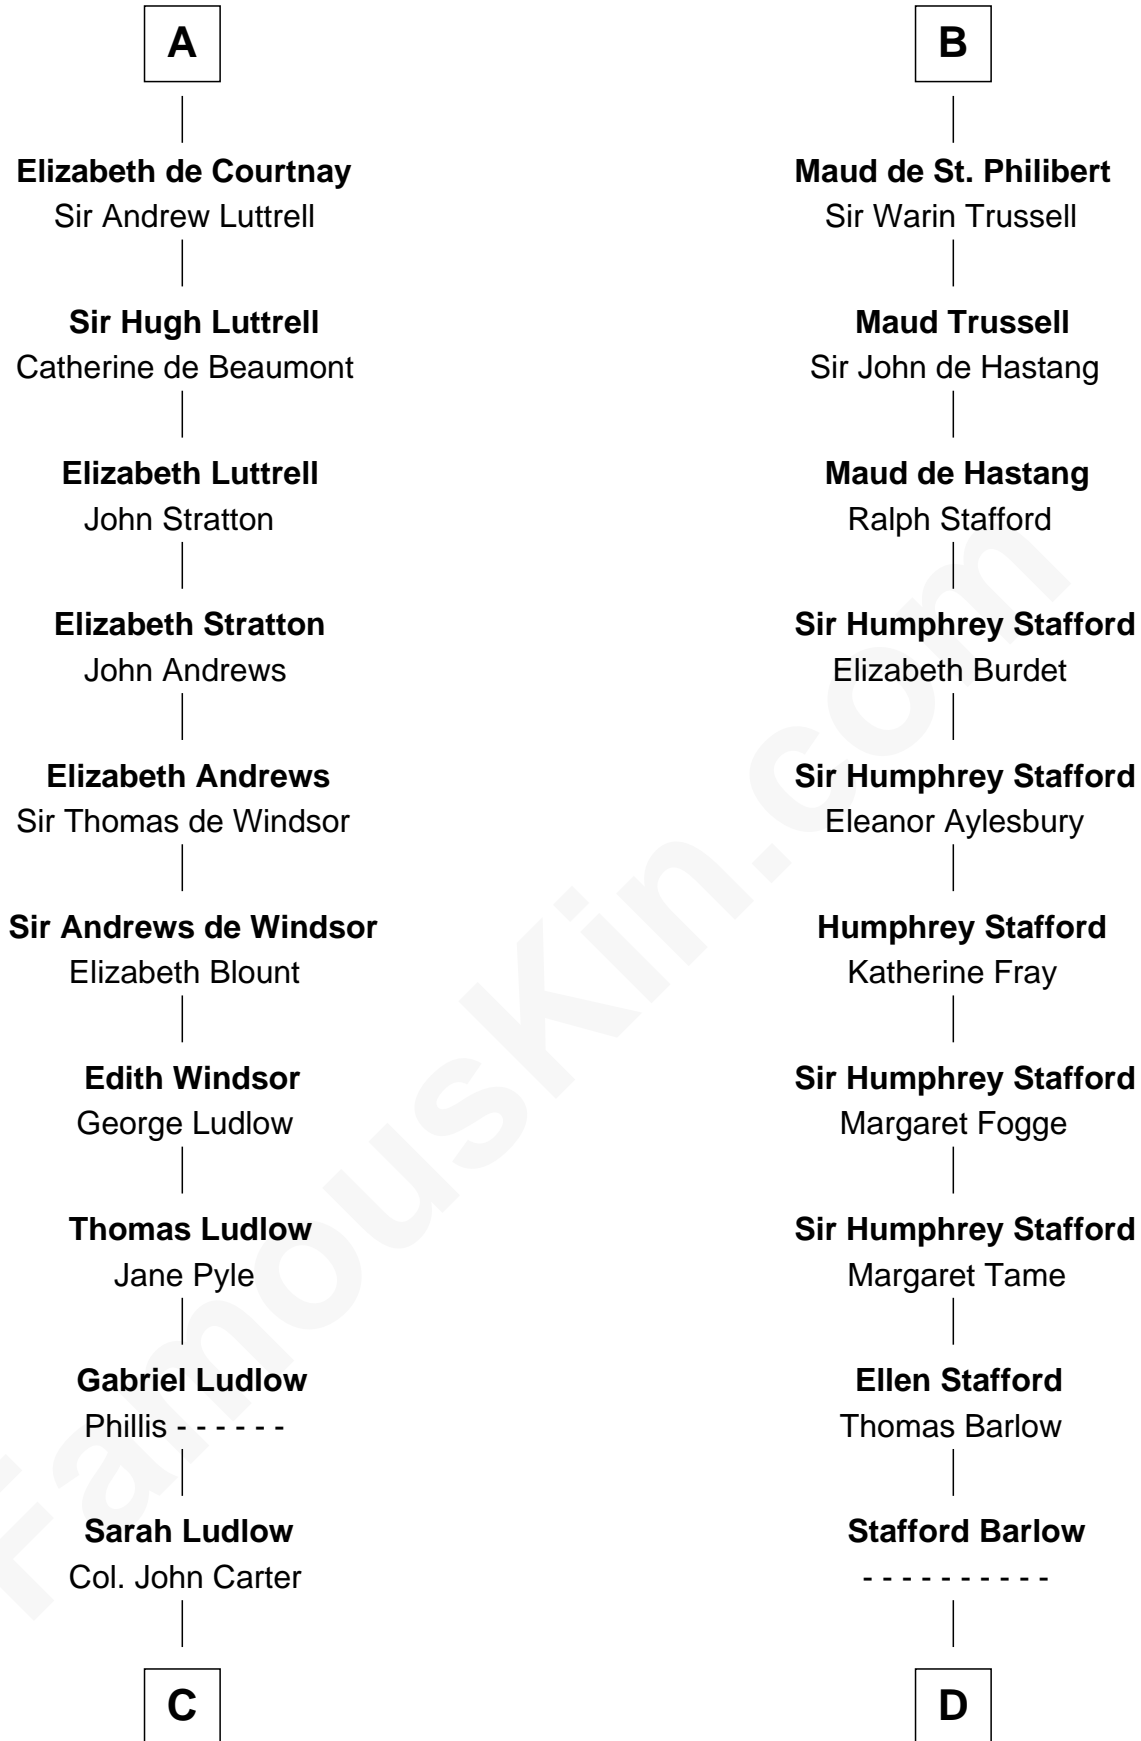 A
Elizabeth de Courtnay
Sir Andrew Luttrell
Sir Hugh Luttrell
Catherine de Beaumont
Elizabeth Luttrell
John Stratton
Elizabeth Stratton
John Andrews
Elizabeth Andrews
Sir Thomas de Windsor
Sir Andrews de Windsor
Elizabeth Blount
Edith Windsor
George Ludlow
Thomas Ludlow
Jane Pyle
Gabriel Ludlow
Phillis - - - - - -
Sarah Ludlow
Col. John Carter
C
B
Maud de St. Philibert
Sir Warin Trussell
Maud Trussell
Sir John de Hastang
Maud de Hastang
Ralph Stafford
Sir Humphrey Stafford
Elizabeth Burdet
Sir Humphrey Stafford
Eleanor Aylesbury
Humphrey Stafford
Katherine Fray
Sir Humphrey Stafford
Margaret Fogge
Sir Humphrey Stafford
Margaret Tame
Ellen Stafford
Thomas Barlow
Stafford Barlow
- - - - - - - - - -
D
FamousKin.com